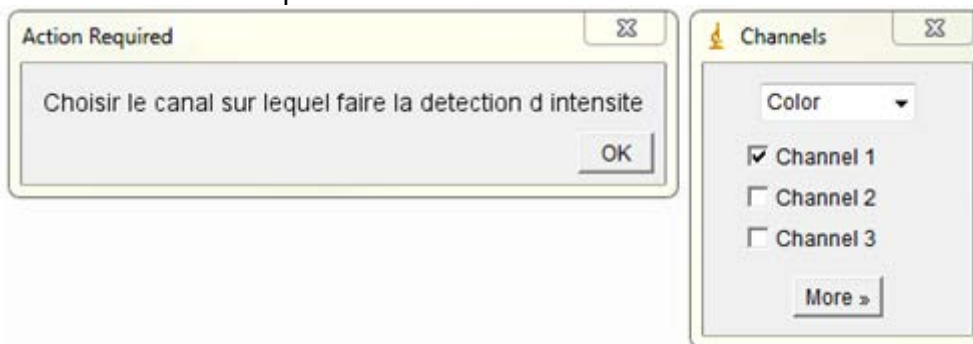 Action Required
Choisir le canal sur lequel faire la detection d intensite
OK
Channels
Color
Channel 1
Channel 2
Channel 3
More »